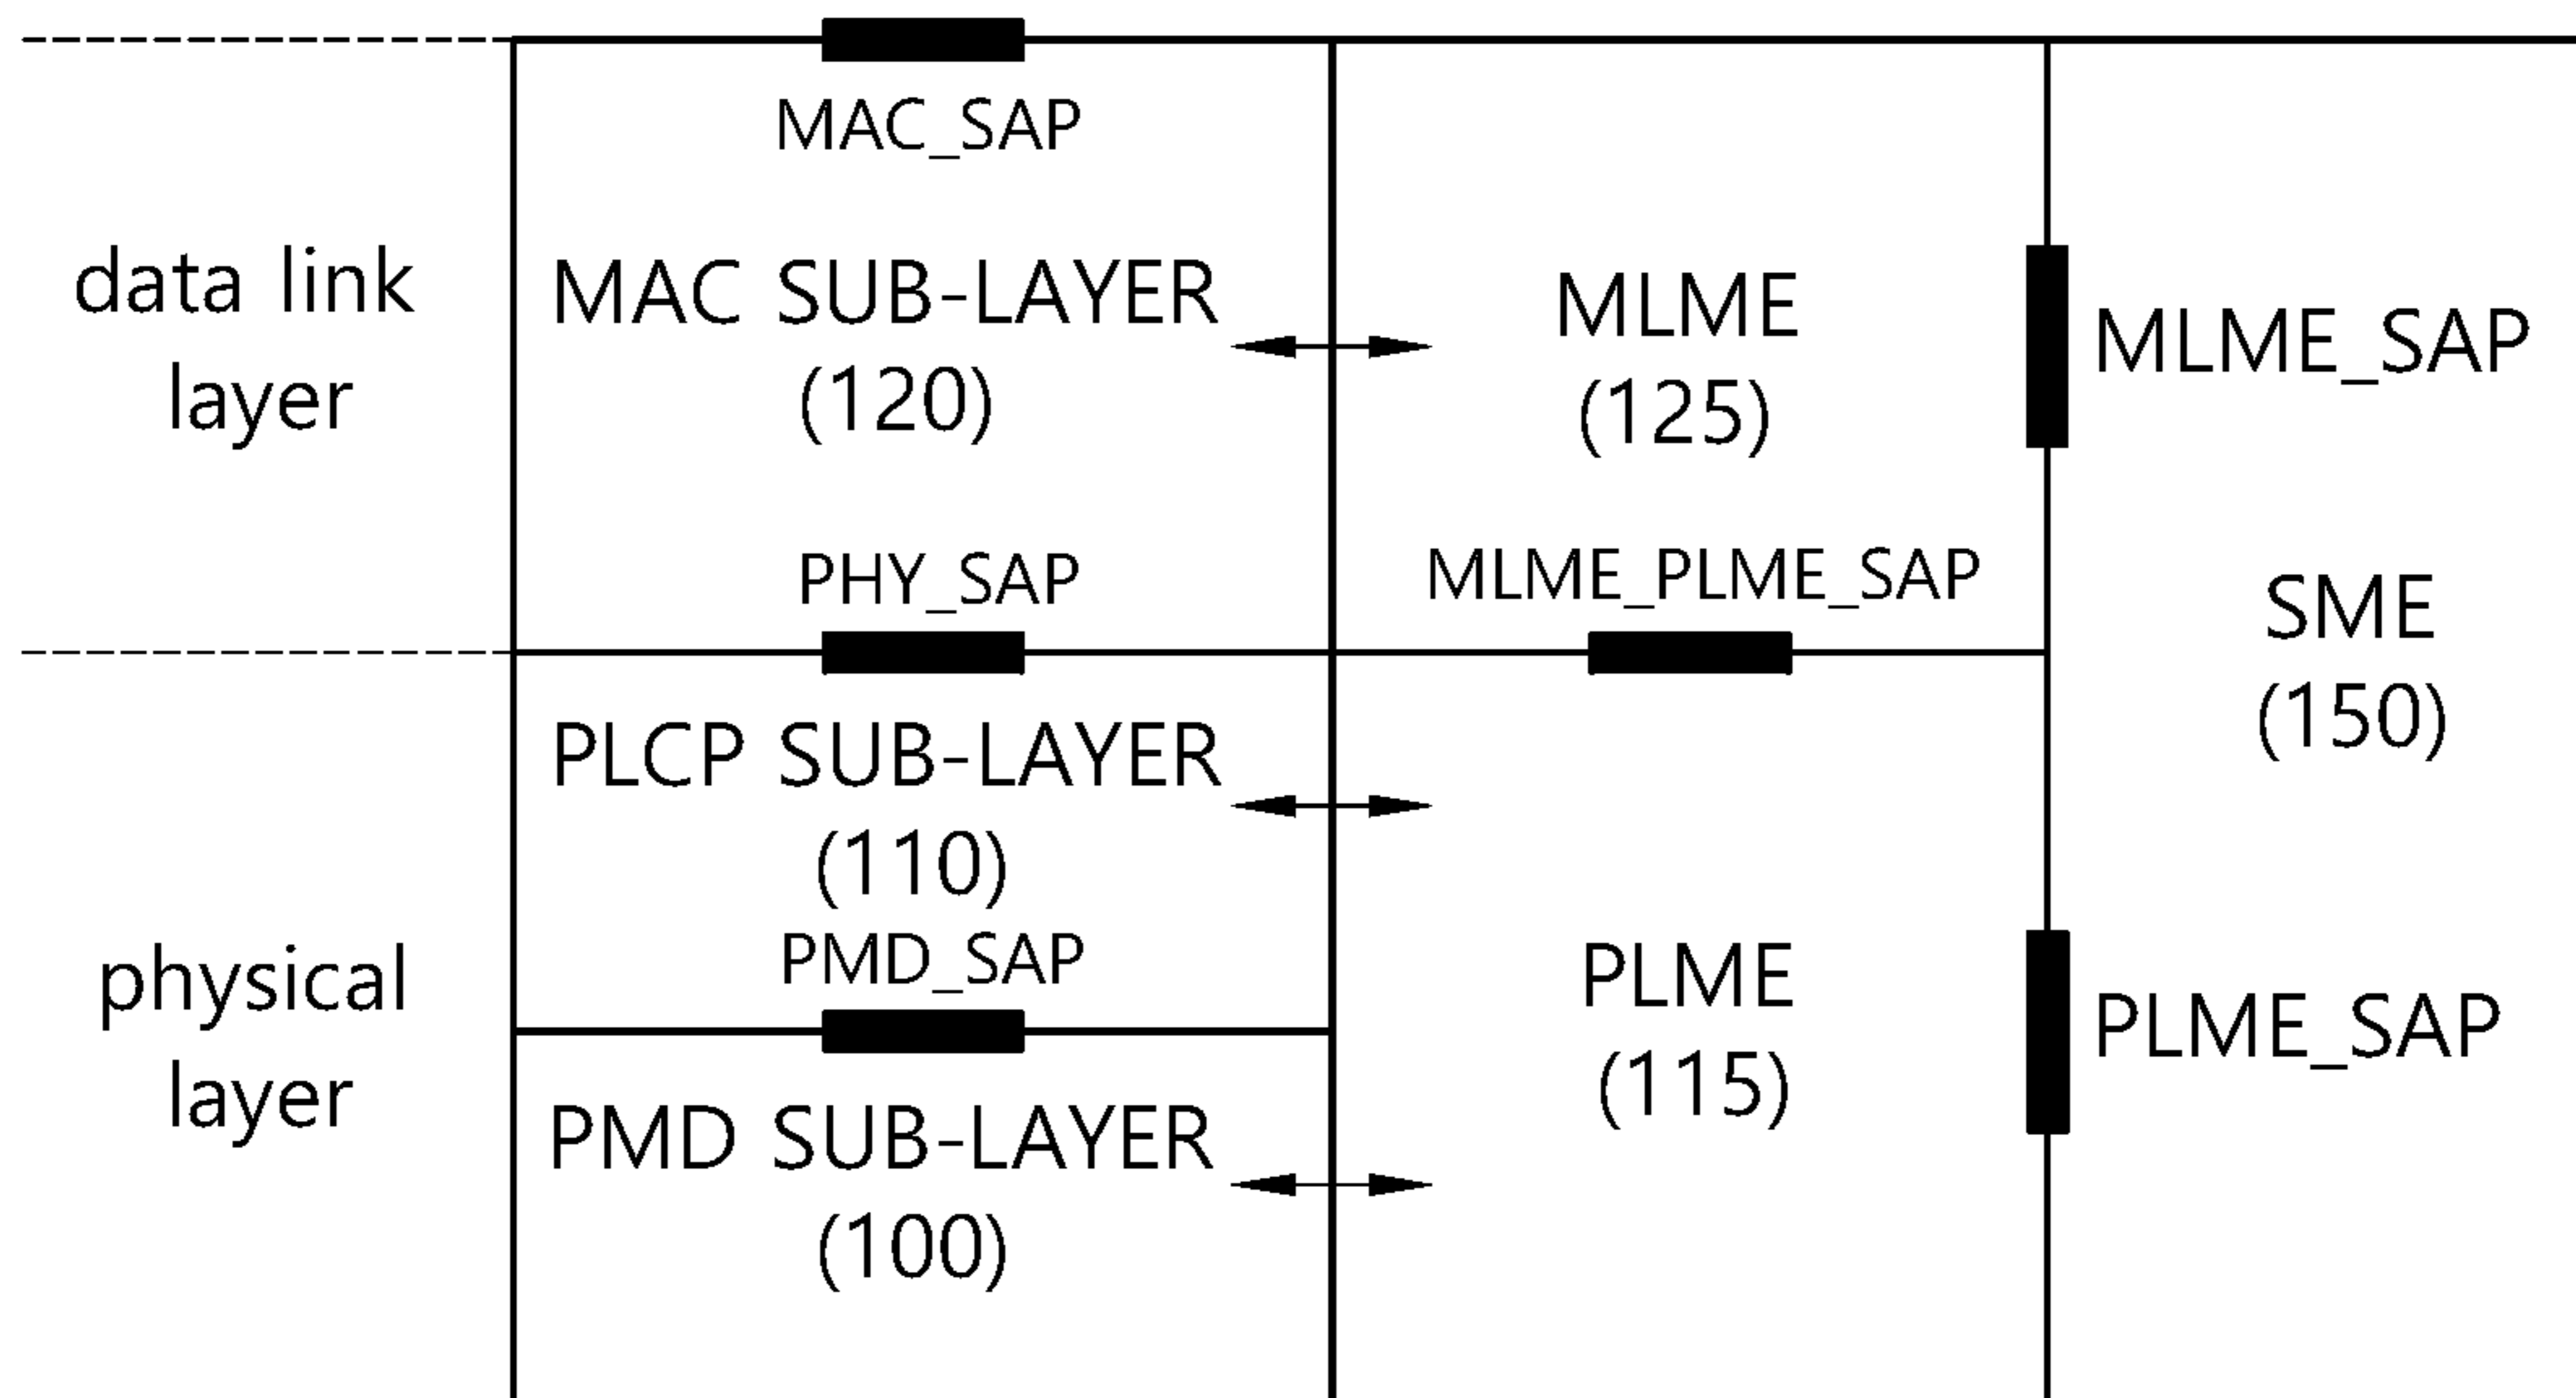 MAC_SAP
data link
layer
MAC SUB-LAYER
(120)
MLME
(125)
MLME_SAP
PHY_SAP
MLME_PLME_SAP
SME
(150)
PLCP SUB-LAYER
(110)
PMD_SAP
physical
layer
PLME
(115)
PLME_SAP
PMD SUB-LAYER
(100)